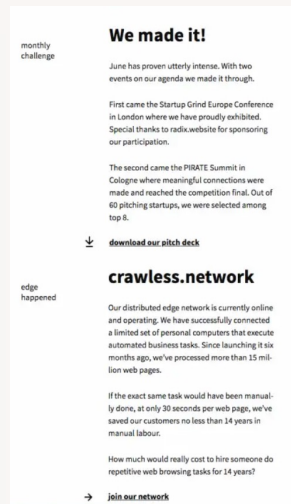 We made it!
monthly
challenge
June has proven utterly intense. With two
events on our agenda we made it through.
First came the Startup Grind Europe Conference
in London where we have proudly exhibited.
Special thanks to radix.website for sponsoring
our participation.
The second came the PIRATE Summit in
Cologne where meaningful connections were
made and reached the competition final. Out of
60 pitching startups, we were selected among
top 8.
download our pitch deck
crawless.network
edge
happened
Our distributed edge network is currently online
and operating. We have successfully connected
a limited set of personal computers that execute
automated business tasks. Since launching it six
months ago, we've processed more than 15 mil-
lion web pages.
If the exact same task would have been manual-
ly done, at only 30 seconds per web page, we've
saved our customers no less than 14 years in
manual labour.
How much would really cost to hire someone do
repetitive web browsing tasks for 14 years?
join our network